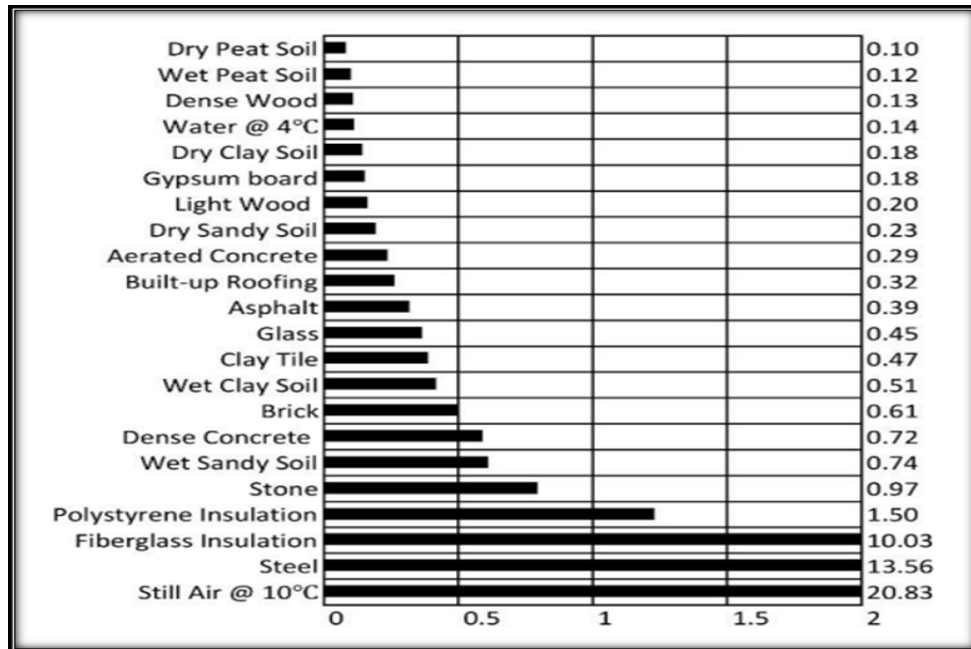 Dry Peat Soil 0.10
Wet Peat Soil 0.12
Dense Wood 0.13
Water @ 4°C 0.14
Dry Clay Soil 0.18
Gypsum board 0.18
Light Wood 0.20
Dry Sandy Soil 0.23
Aerated Concrete 0.29
Built-up Roofing 0.32
Asphalt 0.39
Glass 0.45
Clay Tile 0.47
Wet Clay Soil 0.51
Brick 0.61
Dense Concrete 0.72
Wet Sandy Soil 0.74
Stone 0.97
Polystyrene Insulation 1.50
Fiberglass Insulation 10.03
Steel 13.56
Still Air @ 10°C 20.83
0 0.5 1 1.5 2